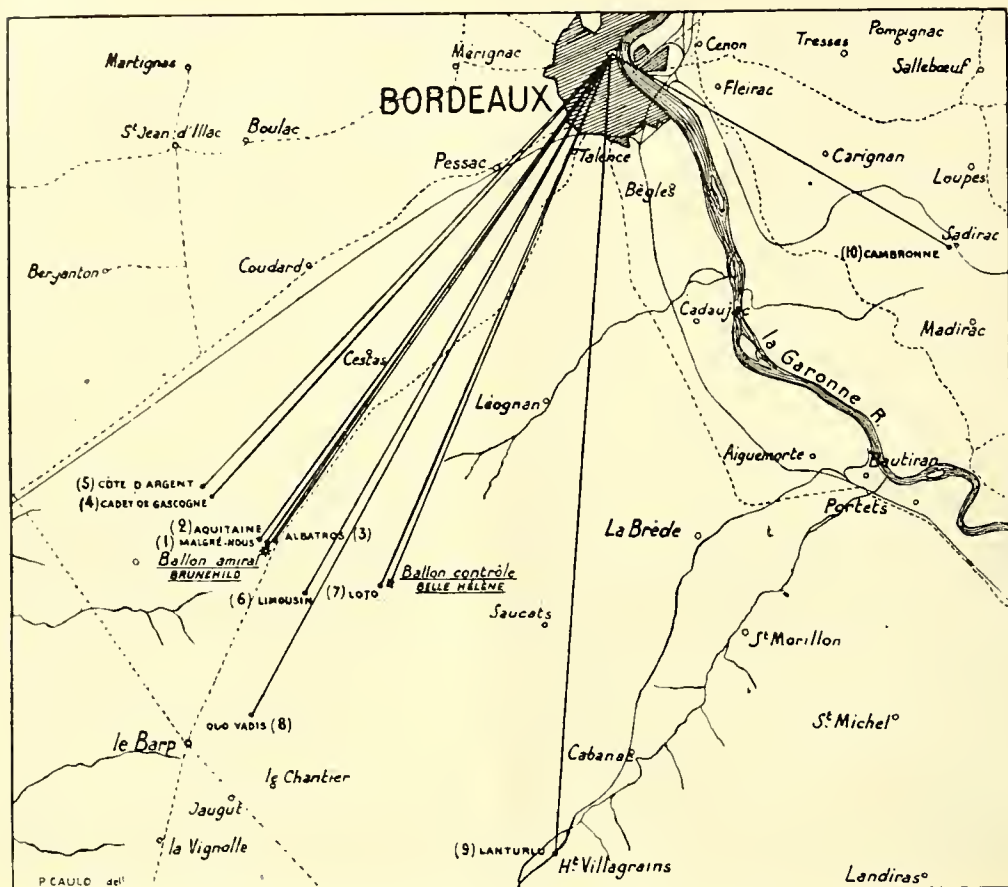 Martignas
Mérignac
Cenon
Tresses
Pompignac
Sallebœuf
BORDEAUX
Fleirac
St Jean d'Illac
Boulac
Pessac
Talence
Bègles
Carignan
Loupes
Sadirac
(10) CAMBRONNE
Beryanton
Coudard
Cadaujac
Madirac
la Garonne R
Cestas
Léognan
Aiguemorte
Bautiran
Portets
(5) CÔTE D ARGENT
(4) CADET DE GASCOGNE
(2) AQUITAINE
(1) MALGRÉ-NOUS
ALBATROS (3)
Ballon amiral
BRUNEHILD
La Brède
t
(6) LIMOUSIN
(7) LOTO
Ballon contrôle
BELLE HÉLÈNE
Saucats
St Morillon
QUO VADIS (8)
St Michel
le Barp
le Chantier
Cabanac
Jaugut
la Vignolle
(9) LANTURLU
Ht Villagrains
Landiras
P. CAULO delt